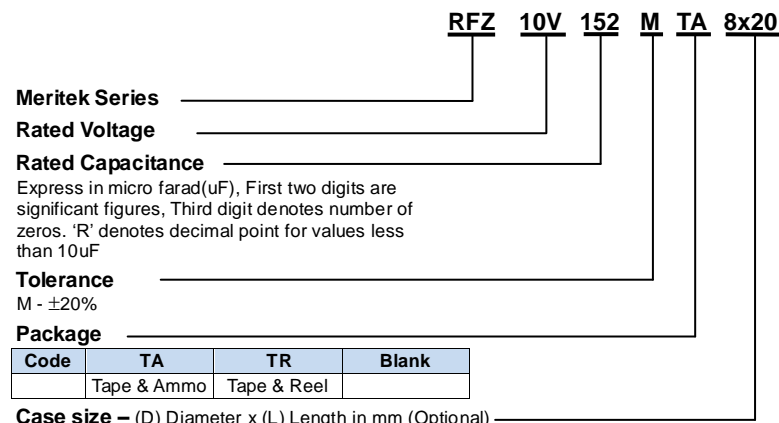 RFZ 10V 152 M TA 8x20
Meritek Series
Rated Voltage
Rated Capacitance
Express in micro farad(uF), First two digits are
significant figures, Third digit denotes number of
zeros. ‘R’ denotes decimal point for values less
than 10uF
Tolerance
M - ±20%
Package
Code TA TR Blank
Tape & Ammo Tape & Reel
Case size – (D) Diameter x (L) Length in mm (Optional)